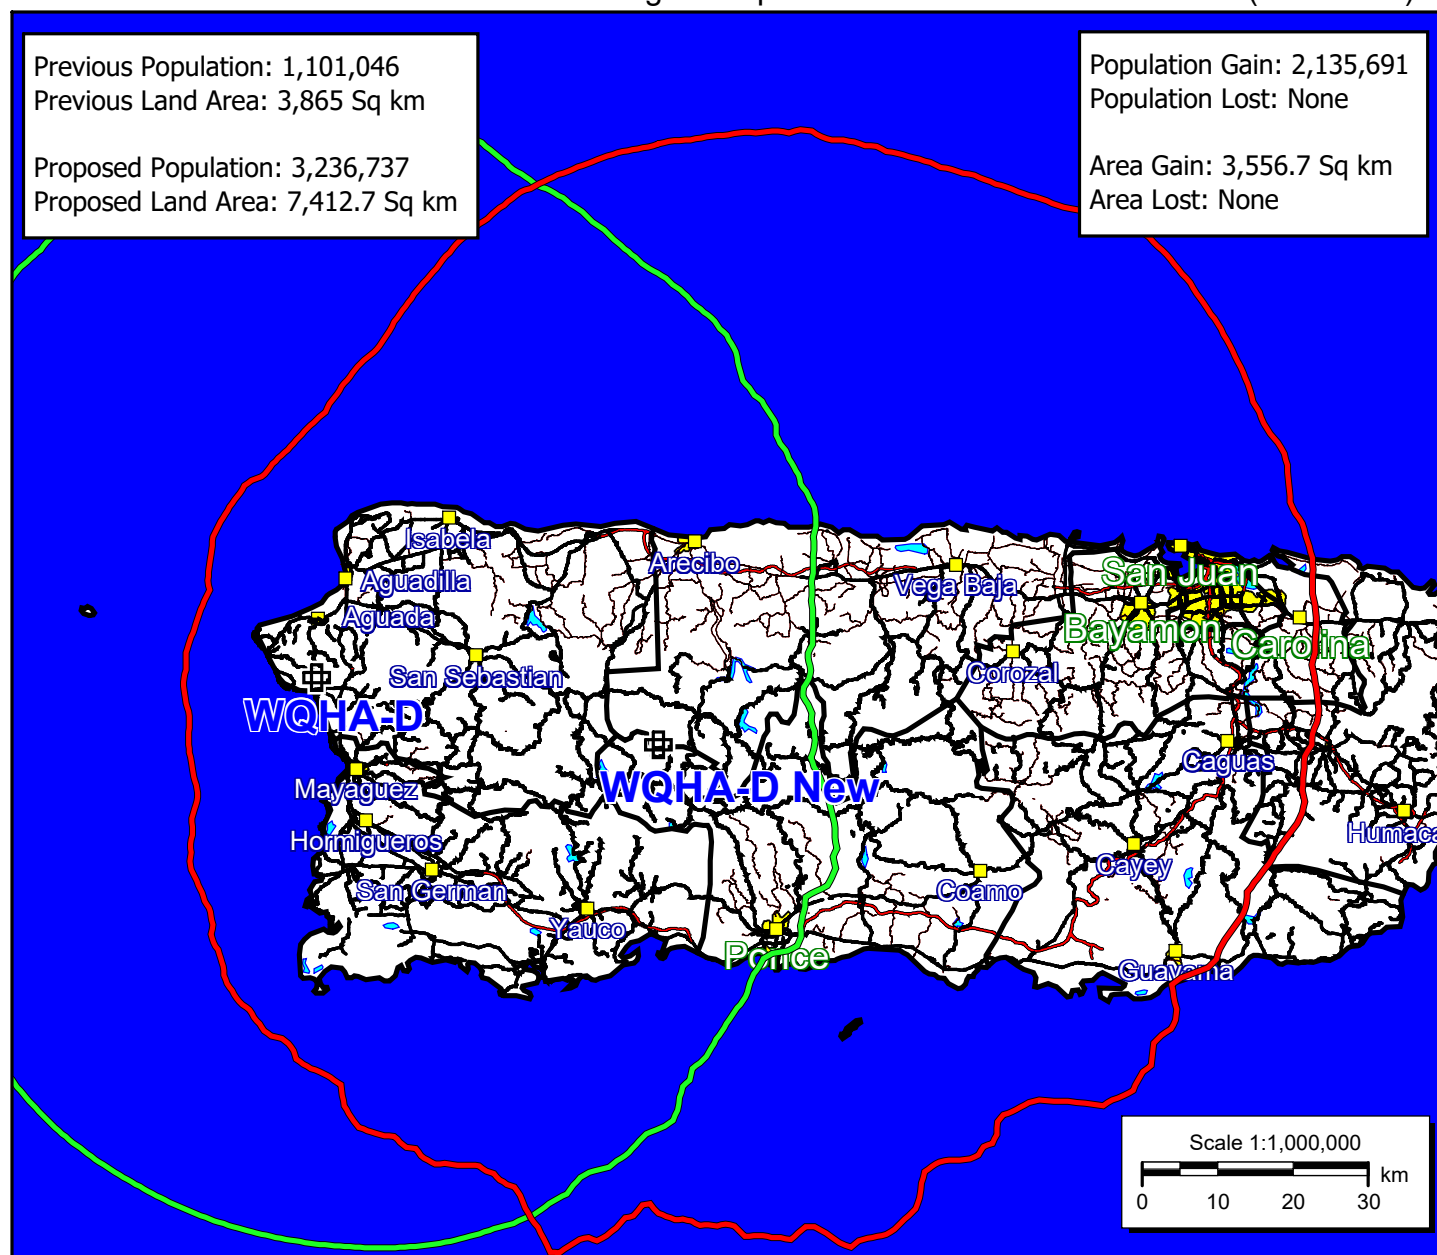 Previous Population: 1,101,046
Previous Land Area: 3,865 Sq km
Proposed Population: 3,236,737
Proposed Land Area: 7,412.7 Sq km
Population Gain: 2,135,691
Population Lost: None
Area Gain: 3,556.7 Sq km
Area Lost: None
Isabela
Arecibo
Aguadilla
San Juan
Vega Baja
Aguada
Bayamon
Carolina
San Sebastian
Corozal
WQHA-D
Caguas
Mayaguez
WQHA-D New
Hormigueros
Humaca
Cayey
San German
Coamo
Yauco
Ponce
Guayama
Scale 1:1,000,000
km
0 10 20 30